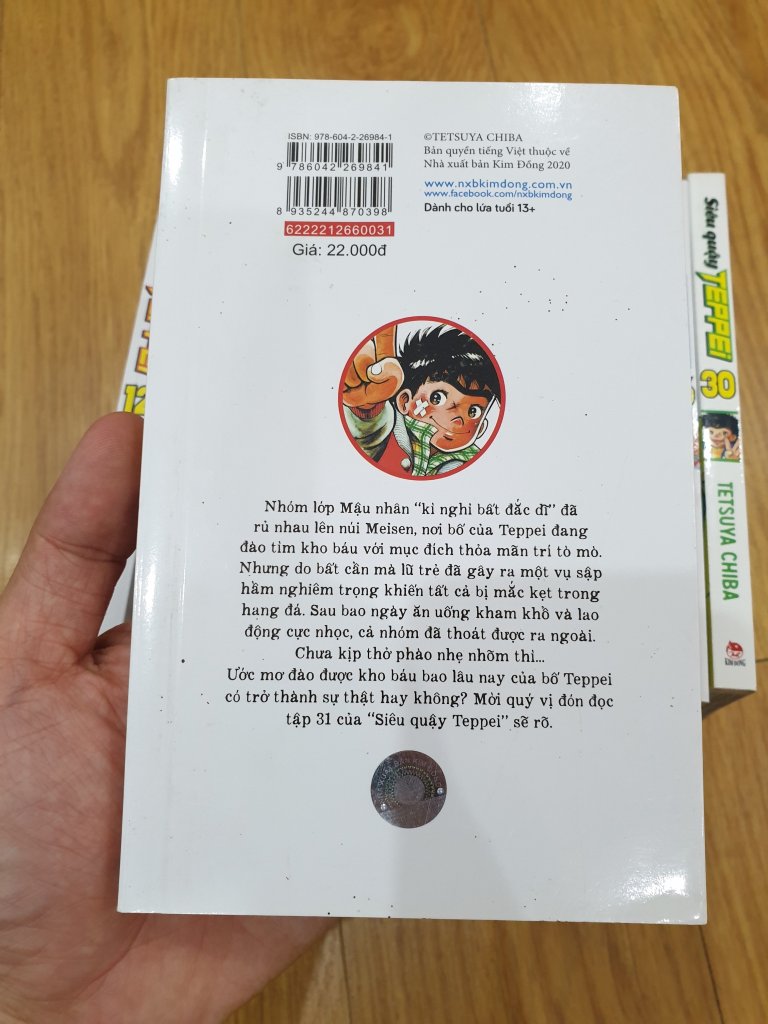 ISBN: 978-604-2-26984-1
9 786042 269841
8 935244 870398
6222212660031
Giá: 22.000đ
©TETSUYA CHIBA
Bản quyền tiếng Việt thuộc về
Nhà xuất bản Kim Đồng 2020
www.nxbkimdong.com.vn
www.facebook.com/nxbkimdong
Dành cho lứa tuổi 13+
Nhóm lớp Mậu nhân “kì nghỉ bất đắc dĩ” đã
rủ nhau lên núi Meisen, nơi bố của Teppei đang
đào tìm kho báu với mục đích thỏa mãn trí tò mò.
Nhưng do bất cẩn mà lũ trẻ đã gây ra một vụ sập
hầm nghiêm trọng khiến tất cả bị mắc kẹt trong
hang đá. Sau bao ngày ăn uống kham khổ và lao
động cực nhọc, cả nhóm đã thoát được ra ngoài.
Chưa kịp thở phào nhẹ nhõm thì...
Ước mơ đào được kho báu bao lâu nay của bố Teppei
có trở thành sự thật hay không? Mời quý vị đón đọc
tập 31 của “Siêu quậy Teppei” sẽ rõ.
Siêu quậy
TEPPEI
30
TETSUYA CHIBA
KIM ĐỒNG
12